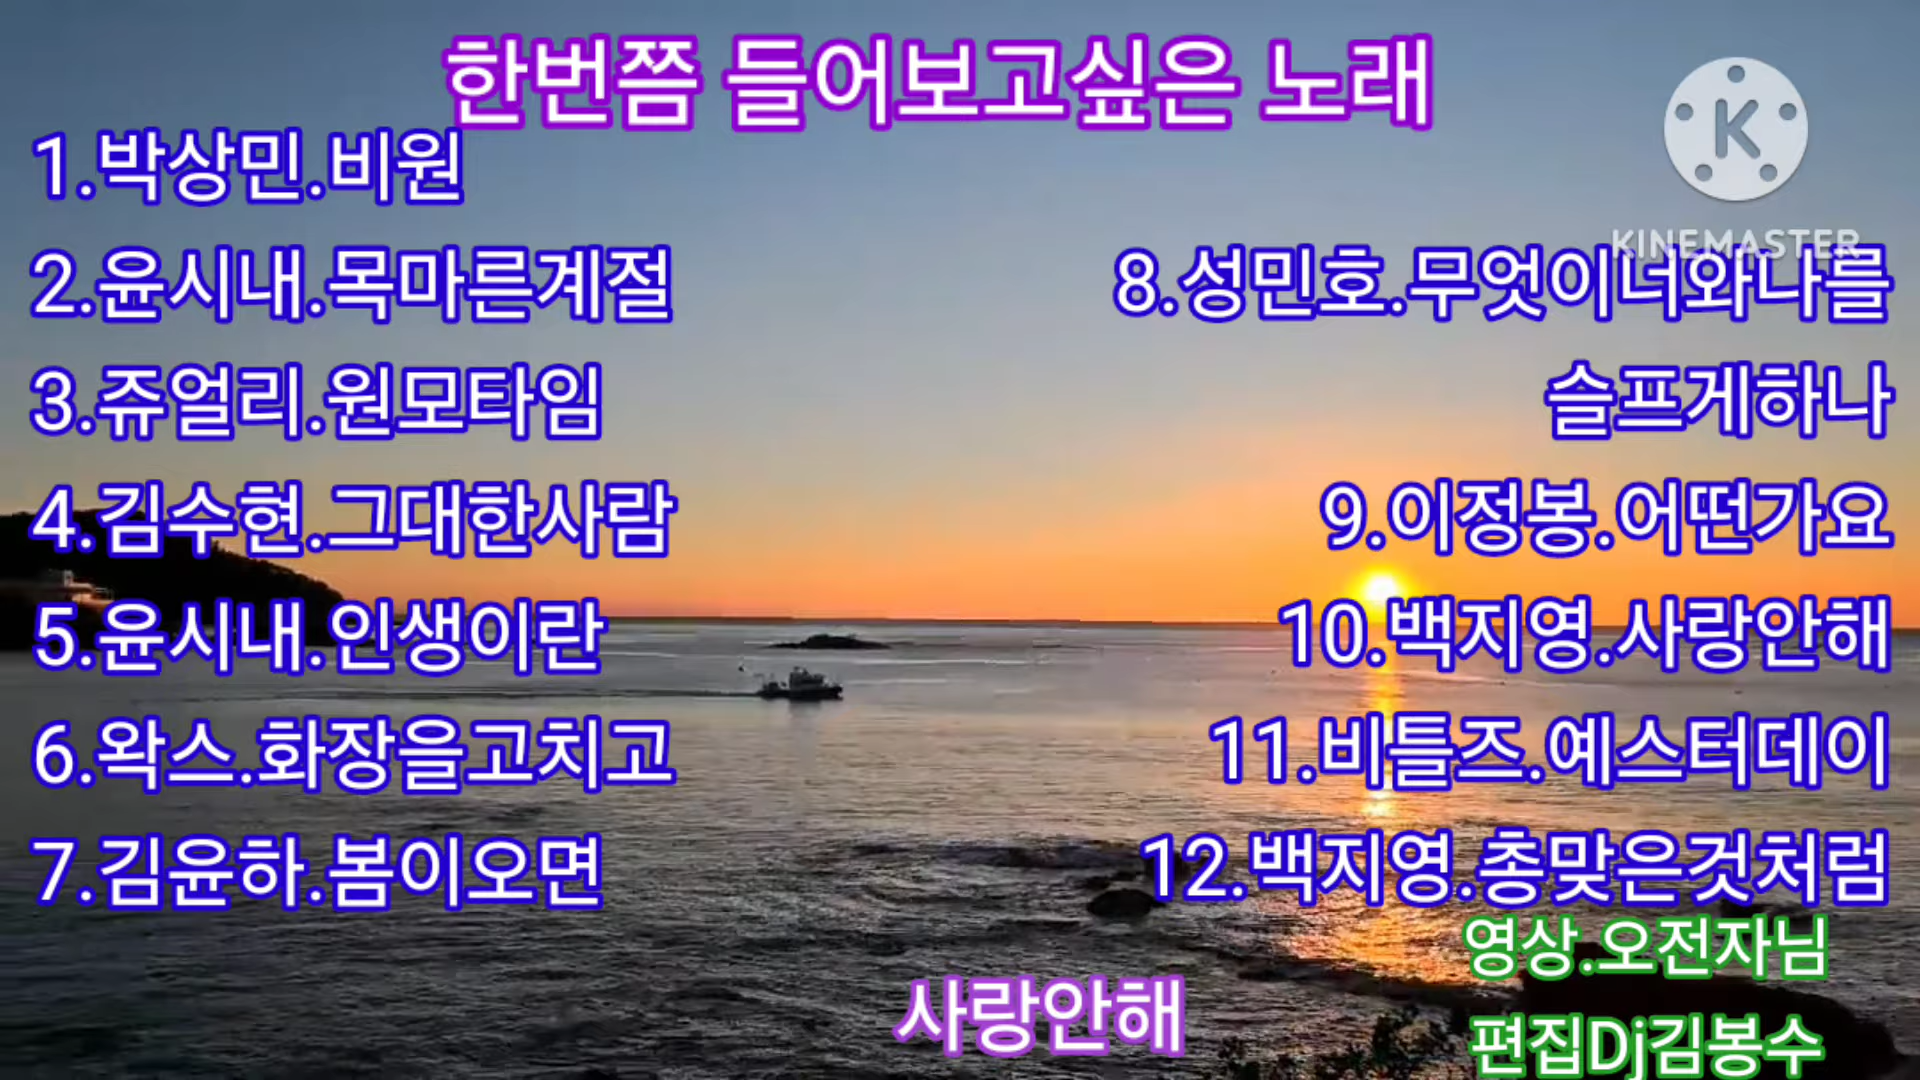 한번쯤 들어보고싶은 노래
K
KINEMASTER
1.박상민.비원
2.윤시내.목마른계절
3.쥬얼리.원모타임
4.김수현.그대한사람
5.윤시내.인생이란
6.왁스.화장을고치고
7.김윤하.봄이오면
8.성민호.무엇이너와나를
슬프게하나
9.이정봉.어떤가요
10.백지영.사랑안해
11.비틀즈.예스터데이
12.백지영.총맞은것처럼
영상.오전자님
편집Dj김봉수
사랑안해